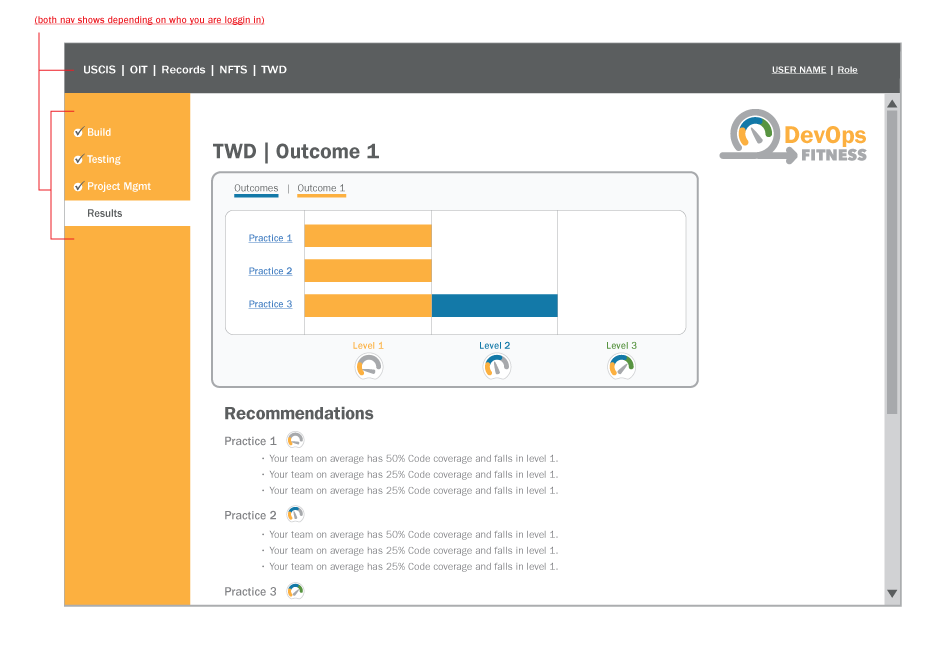 (both nav shows depending on who you are loggin in)
USCIS | OIT | Records | NFTS | TWD
USER NAME | Role
Build
Testing
Project Mgmt
Results
DevOps
FITNESS
TWD | Outcome 1
Outcomes | Outcome 1
Practice 1
Practice 2
Practice 3
Level 1
Level 2
Level 3
Recommendations
Practice 1
· Your team on average has 50% Code coverage and falls in level 1.
· Your team on average has 25% Code coverage and falls in level 1.
· Your team on average has 25% Code coverage and falls in level 1.
Practice 2
· Your team on average has 50% Code coverage and falls in level 1.
· Your team on average has 25% Code coverage and falls in level 1.
· Your team on average has 25% Code coverage and falls in level 1.
Practice 3